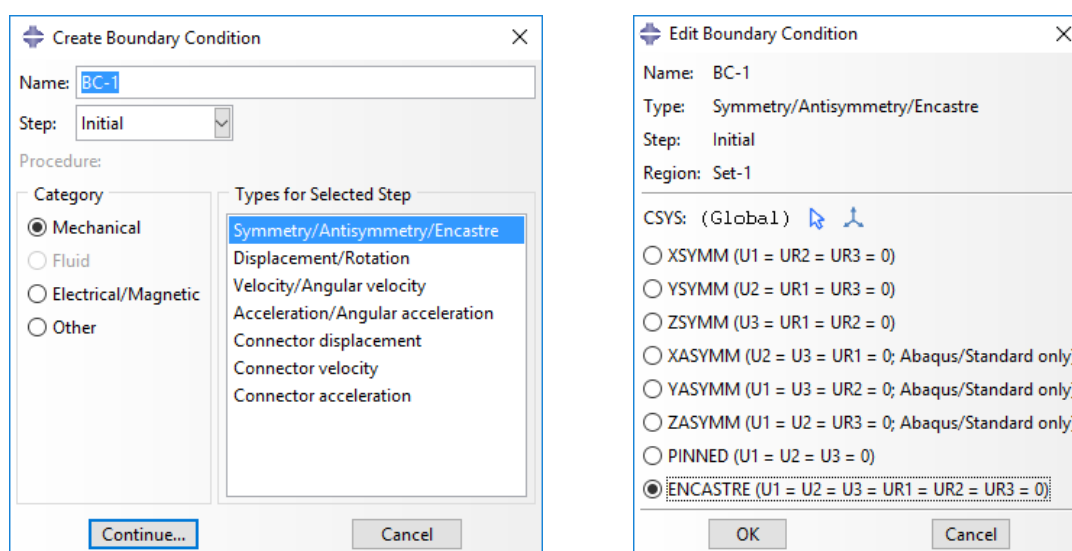 Create Boundary Condition
Name: BC-1
Step: Initial
Procedure:
Category
Mechanical
Fluid
Electrical/Magnetic
Other
Types for Selected Step
Symmetry/Antisymmetry/Encastre
Displacement/Rotation
Velocity/Angular velocity
Acceleration/Angular acceleration
Connector displacement
Connector velocity
Connector acceleration
Continue...
Cancel
Edit Boundary Condition
Name: BC-1
Type: Symmetry/Antisymmetry/Encastre
Step: Initial
Region: Set-1
CSYS: (Global)
XSYMM (U1 = UR2 = UR3 = 0)
YSYMM (U2 = UR1 = UR3 = 0)
ZSYMM (U3 = UR1 = UR2 = 0)
XASYMM (U2 = U3 = UR1 = 0; Abaqus/Standard only)
YASYMM (U1 = U3 = UR2 = 0; Abaqus/Standard only)
ZASYMM (U1 = U2 = UR3 = 0; Abaqus/Standard only)
PINNED (U1 = U2 = U3 = 0)
ENCASTRE (U1 = U2 = U3 = UR1 = UR2 = UR3 = 0)
OK
Cancel